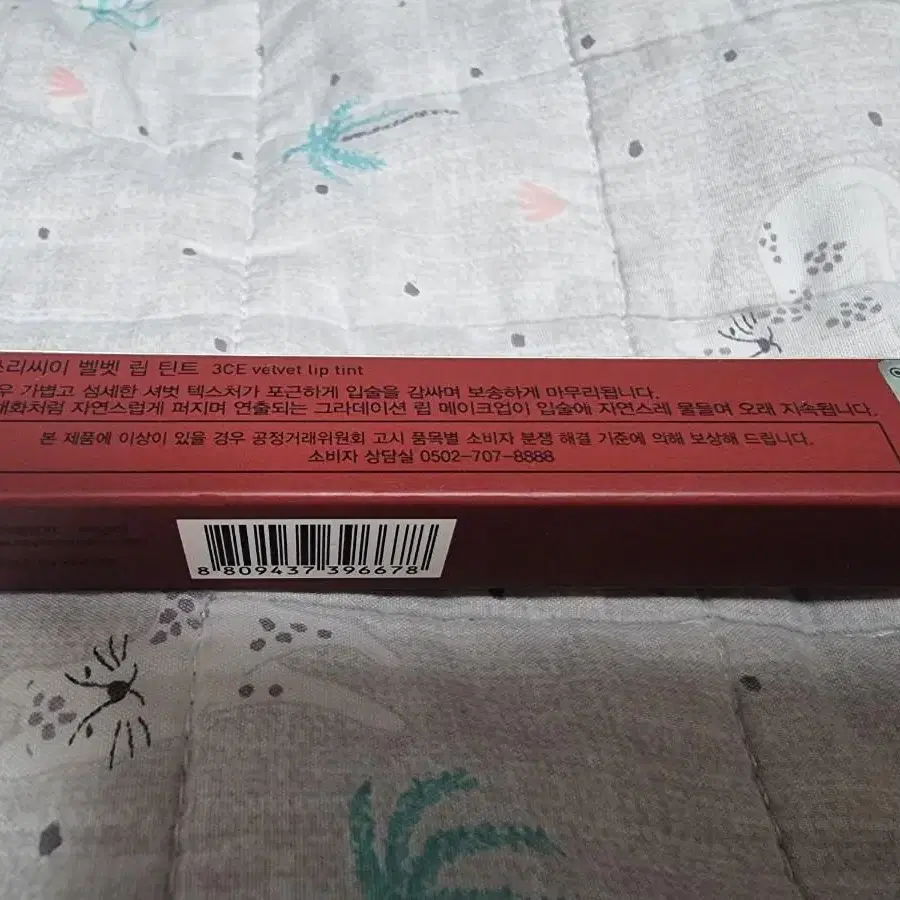 쓰리씨이 벨벳 립 틴트 3CE velvet lip tint
가볍고 섬세한 셔벗 텍스처가 포근하게 입술을 감싸며 보송하게 마무리됩니다.
자연스럽게 퍼지며 연출되는 그라데이션 립 메이크업이 입술에 자연스레 물들며 오래 지속됩니다.
본 제품에 이상이 있을 경우 공정거래위원회 고시 품목별 소비자 분쟁 해결 기준에 의해 보상해 드립니다.
소비자 상담실 0502-707-8888
8 809437 396678